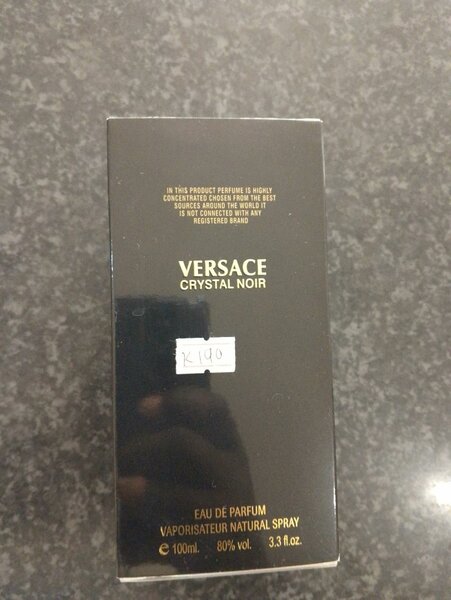 IN THIS PRODUCT PERFUME IS HIGHLY
CONCENTRATED CHOSEN FROM THE BEST
SOURCES AROUND THE WORLD IT
IS NOT CONNECTED WITH ANY
REGISTERED BRAND
VERSACE
CRYSTAL NOIR
K140
EAU DE PARFUM
VAPORISATEUR NATURAL SPRAY
e 100ml. 80% vol. 3.3 fl.oz.